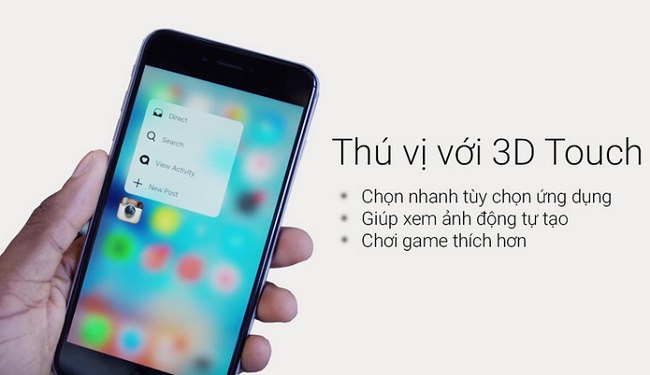 Direct
Search
View Activity
New Post
Thú vị với 3D Touch
Chọn nhanh tùy chọn ứng dụng
Giúp xem ảnh động tự tạo
Chơi game thích hơn